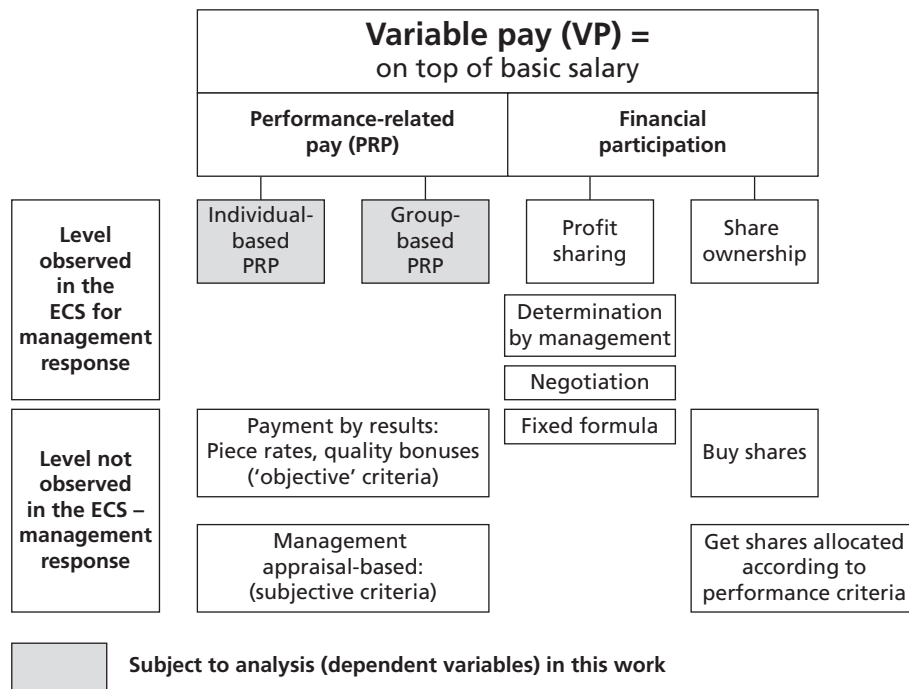 Variable pay (VP) =
on top of basic salary
Performance-related
pay (PRP)
Financial
participation
Level
observed
in the
ECS for
management
response
Individual-
based
PRP
Group-
based
PRP
Profit
sharing
Share
ownership
Determination
by management
Negotiation
Fixed formula
Level not
observed
in the ECS –
management
response
Payment by results:
Piece rates, quality bonuses
(‘objective’ criteria)
Buy shares
Management
appraisal-based:
(subjective criteria)
Get shares allocated
according to
performance criteria
Subject to analysis (dependent variables) in this work